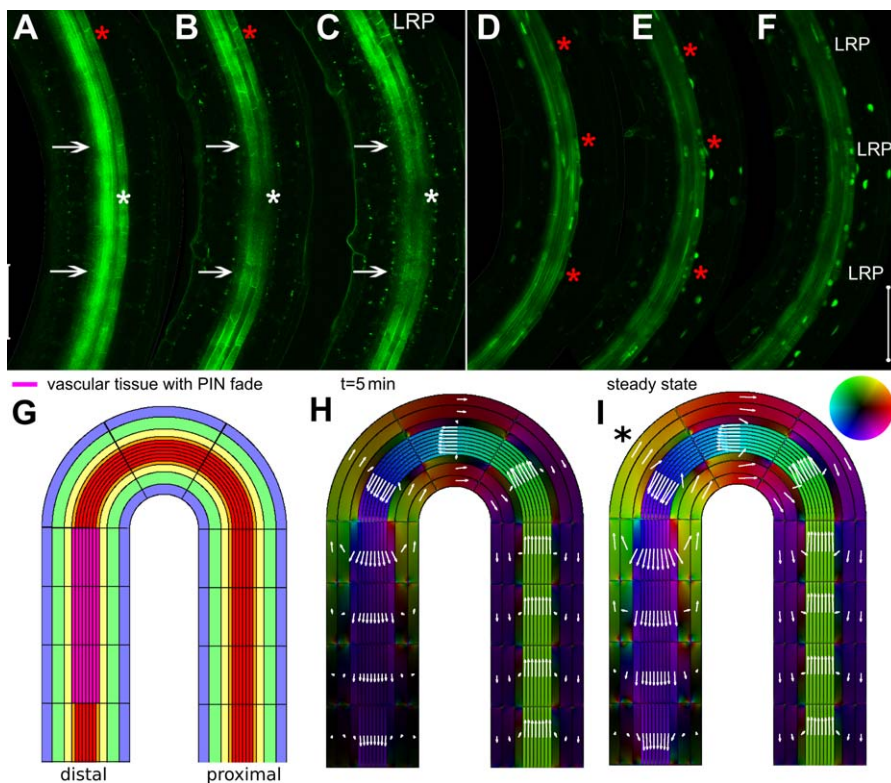 A B C LRP D E F LRP
LRP
LRP
vascular tissue with PIN fade t=5 min steady state
G H I *
distal proximal